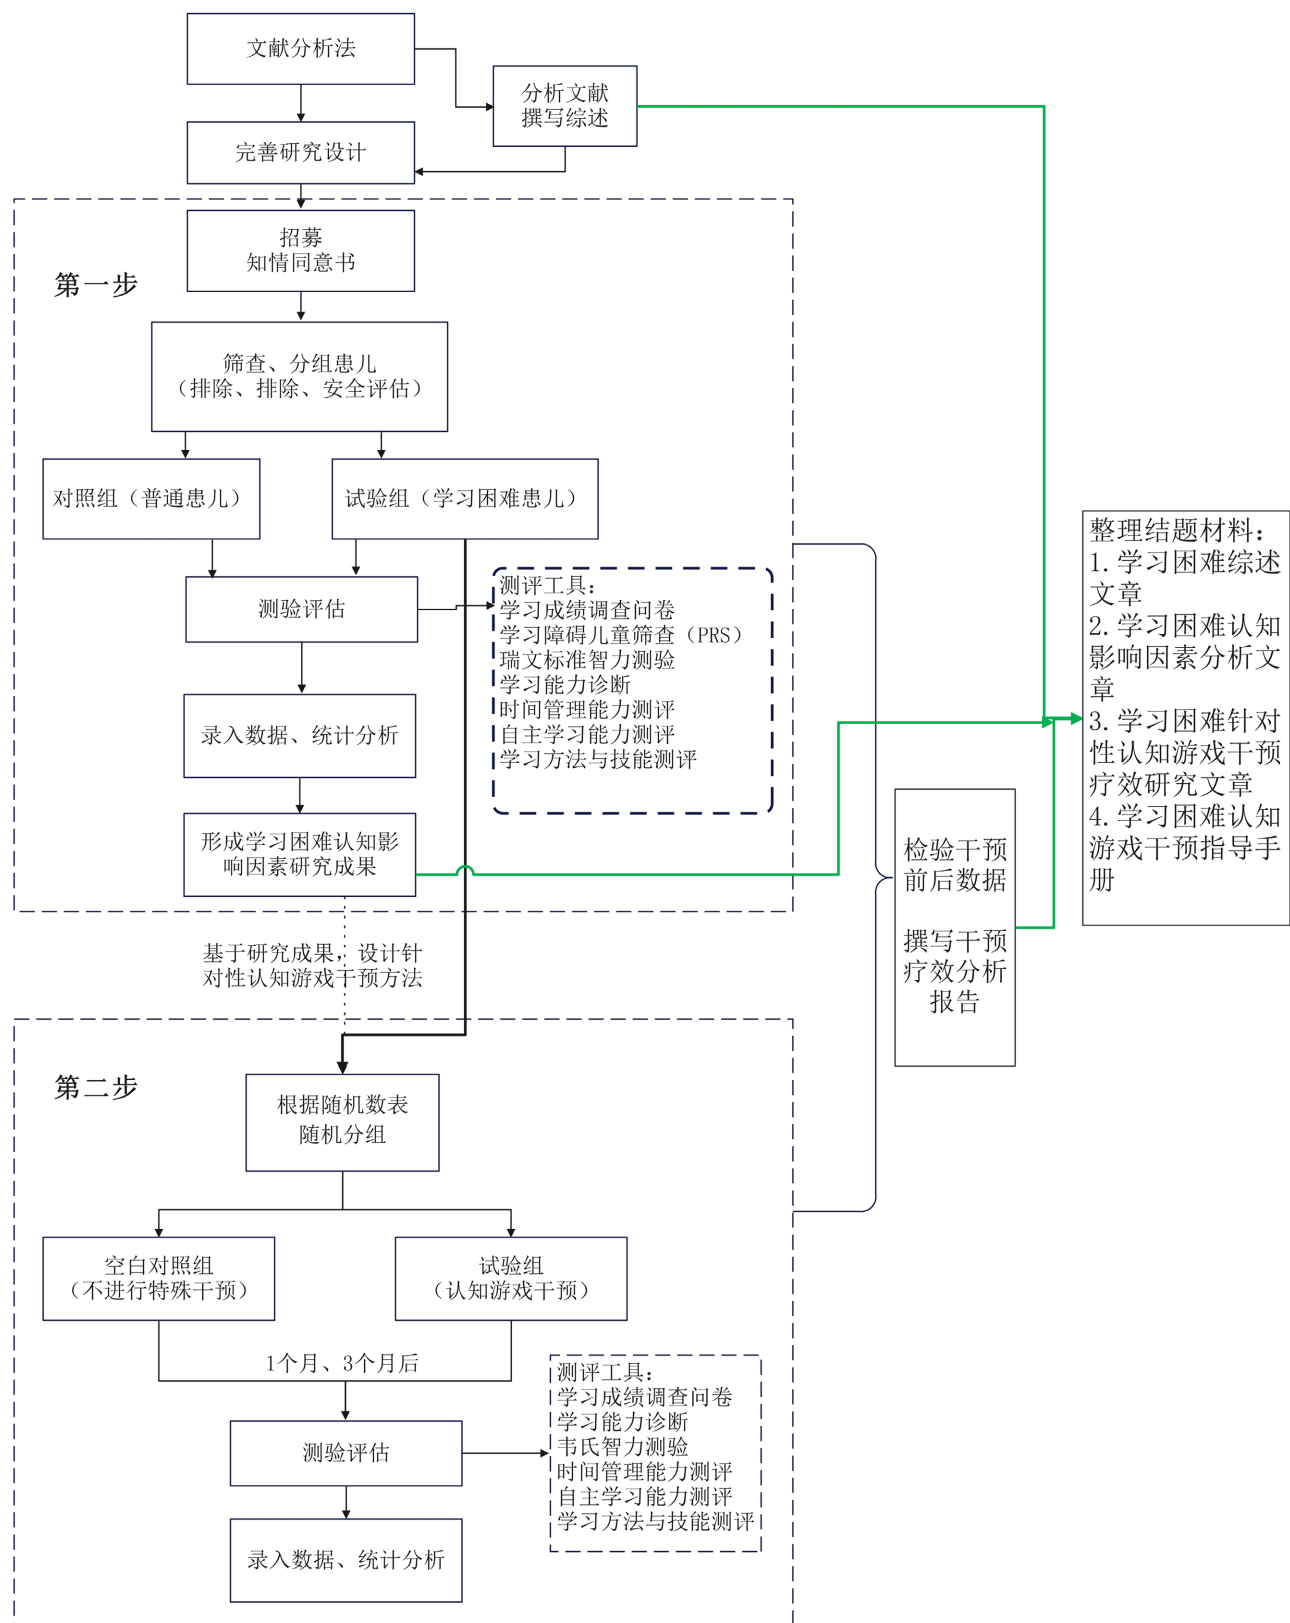 文献分析法
分析文献
撰写综述
完善研究设计
第一步
招募
知情同意书
筛查、分组患儿
（排除、排除、安全评估）
对照组（普通患儿）
试验组（学习困难患儿）
测验评估
测评工具：
学习成绩调查问卷
学习障碍儿童筛查（PRS）
瑞文标准智力测验
学习能力诊断
时间管理能力测评
自主学习能力测评
学习方法与技能测评
录入数据、统计分析
形成学习困难认知影
响因素研究成果
基于研究成果，设计针
对性认知游戏干预方法
第二步
根据随机数表
随机分组
空白对照组
（不进行特殊干预）
试验组
（认知游戏干预）
1个月、3个月后
测验评估
测评工具：
学习成绩调查问卷
学习能力诊断
韦氏智力测验
时间管理能力测评
自主学习能力测评
学习方法与技能测评
录入数据、统计分析
检验干预
前后数据
撰写干预
疗效分析
报告
整理结题材料：
1.学习困难综述
文章
2.学习困难认知
影响因素分析文
章
3.学习困难针对
性认知游戏干预
疗效研究文章
4.学习困难认知
游戏干预指导手
册